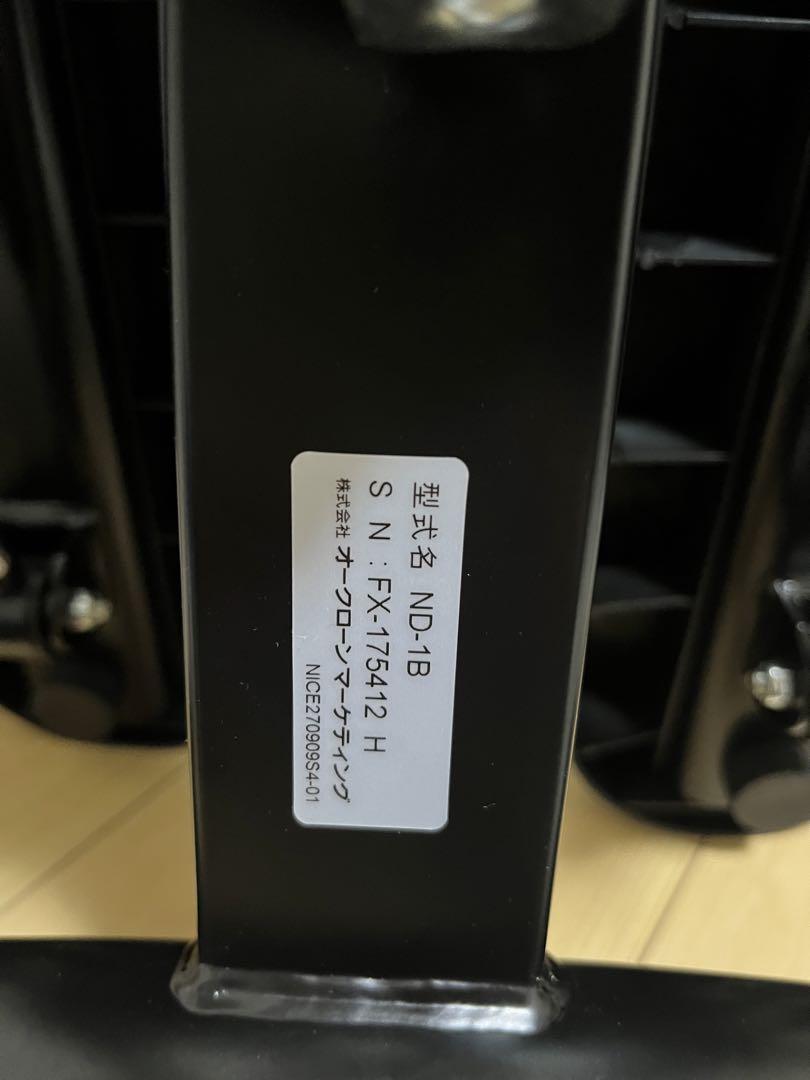 型式名 ND-1B
S N : FX-175412 H
株式会社 オークローンマーケティング
NICE270909S4-01